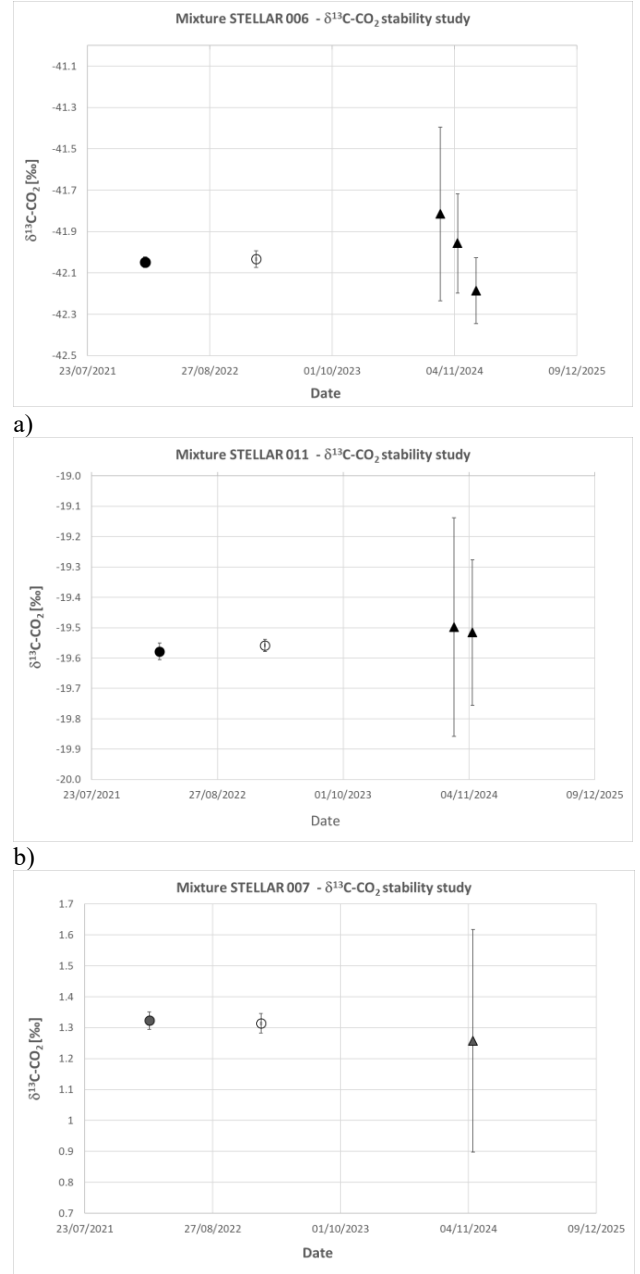 Mixture STELLAR 006 - δ¹³C-CO₂ stability study
-41.1
-41.3
-41.5
-41.7
-41.9
-42.1
-42.3
-42.5
δ¹³C-CO₂ [‰]
23/07/2021 27/08/2022 01/10/2023 04/11/2024 09/12/2025
Date
a)
Mixture STELLAR 011 - δ¹³C-CO₂ stability study
-19.0
-19.1
-19.2
-19.3
-19.4
-19.5
-19.6
-19.7
-19.8
-19.9
-20.0
δ¹³C-CO₂ [‰]
23/07/2021 27/08/2022 01/10/2023 04/11/2024 09/12/2025
Date
b)
Mixture STELLAR 007 - δ¹³C-CO₂ stability study
1.7
1.6
1.5
1.4
1.3
1.2
1.1
1
0.9
0.8
0.7
δ¹³C-CO₂ [‰]
23/07/2021 27/08/2022 01/10/2023 04/11/2024 09/12/2025
Date